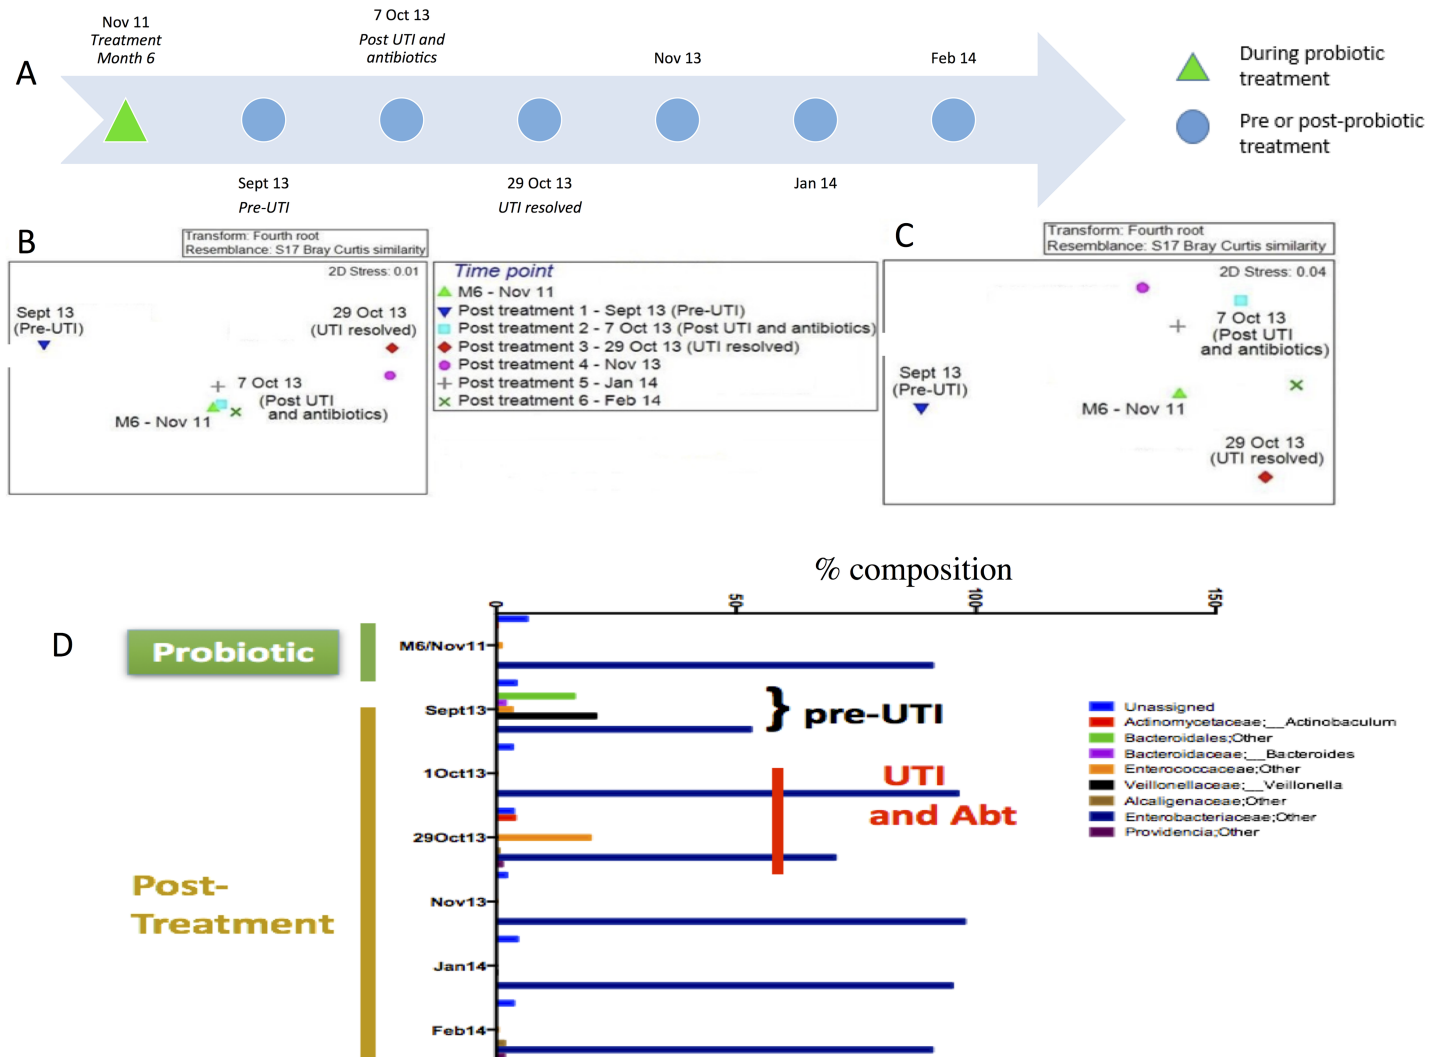 A
Nov 11
Treatment
Month 6
7 Oct 13
Post UTI and
antibiotics
Nov 13
Feb 14
Sept 13
Pre-UTI
29 Oct 13
UTI resolved
Jan 14
During probiotic
treatment
Pre or post-probiotic
treatment
B
Transform: Fourth root
Resemblance: S17 Bray Curtis similarity
2D Stress: 0.01
Sept 13
(Pre-UTI)
29 Oct 13
(UTI resolved)
7 Oct 13
(Post UTI
and antibiotics)
M6 - Nov 11
Time point
M6 - Nov 11
Post treatment 1 - Sept 13 (Pre-UTI)
Post treatment 2 - 7 Oct 13 (Post UTI and antibiotics)
Post treatment 3 - 29 Oct 13 (UTI resolved)
Post treatment 4 - Nov 13
Post treatment 5 - Jan 14
Post treatment 6 - Feb 14
C
Transform: Fourth root
Resemblance: S17 Bray Curtis similarity
2D Stress: 0.04
7 Oct 13
(Post UTI
and antibiotics)
Sept 13
(Pre-UTI)
M6 - Nov 11
29 Oct 13
(UTI resolved)
D
% composition
0
50
100
150
Probiotic
Post-
Treatment
M6/Nov11
Sept13
1Oct13
29Oct13
Nov13
Jan14
Feb14
} pre-UTI
UTI
and Abt
Unassigned
Actinomycetaceae;__Actinobaculum
Bacteroidales;Other
Bacteroidaceae;__Bacteroides
Enterococcaceae;Other
Veillonellaceae;__Veillonella
Alcaligenaceae;Other
Enterobacteriaceae;Other
Providencia;Other